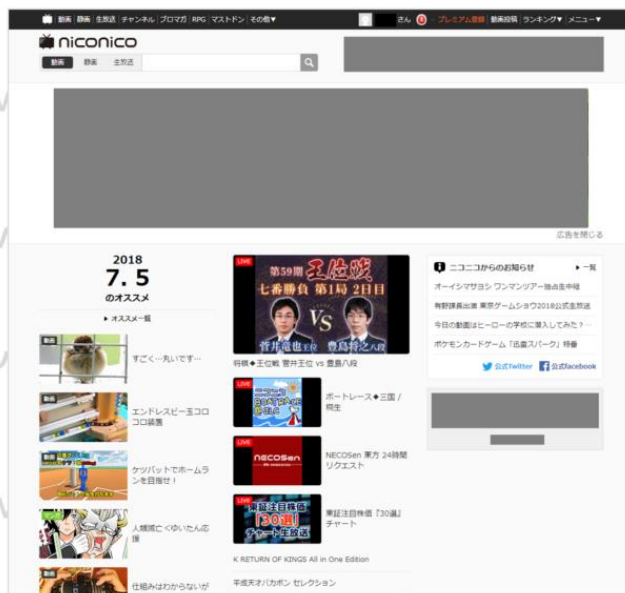 動画 静画 生放送 チャンネル ブロマガ RPG マストドン その他▼
さん プレミアム登録 動画投稿 ランキング▼ メニュー▼
niconico
動画 静画 生放送
広告を閉じる
2018
7. 5
のオススメ
▶ オススメ一覧
動画
すごく…丸いです…
動画
エンドレスビー玉コロ
コロ装置
動画
ケツバットでホームラ
ンを目指せ！
人類滅亡くゆいたん応
援
動画
仕組みはわからないが
LIVE
第59期 王位戦
七番勝負 第1局 2日目
VS
菅井竜也王位 豊島将之八段
将棋◆王位戦 菅井王位 vs 豊島八段
LIVE
BOATRACE
ボートレース◆三国 /
桐生
LIVE
NECOSen
NECOSen 東方 24時間
リクエスト
LIVE
東証注目株価
「30選」
チャート生放送
東証注目株価『30選』
チャート
K RETURN OF KINGS All in One Edition
平成天才バカボン セレクション
ニコニコからのお知らせ
▶ 一覧
オーイシマサヨシ ワンマンツアー独占生中継
有野課長出演 東京ゲームショウ2018公式生放送
今日の動画はヒーローの学校に潜入してみた？…
ポケモンカードゲーム「迅雷スパーク」特番
公式Twitter 公式facebook